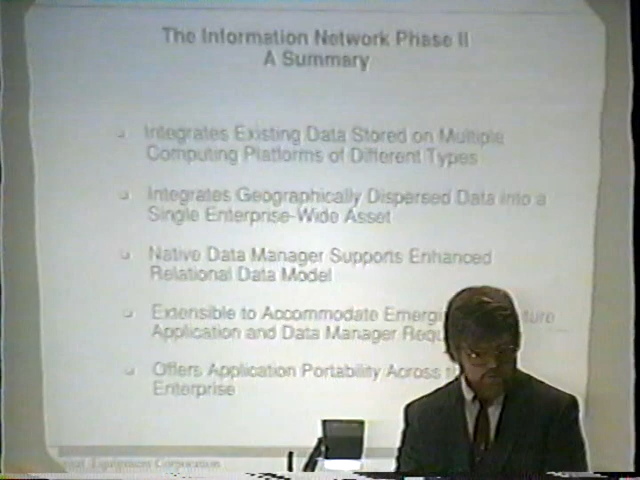 The Information Network Phase II
A Summary
Integrates Existing Data Stored on Multiple
Computing Platforms of Different Types
Integrates Geographically Dispersed Data into a
Single Enterprise-Wide Asset
Native Data Manager Supports Enhanced
Relational Data Model
Extensible to Accommodate
Application and Data Manager
Offers Application Portability Across
Enterprise
Equipment Corporation